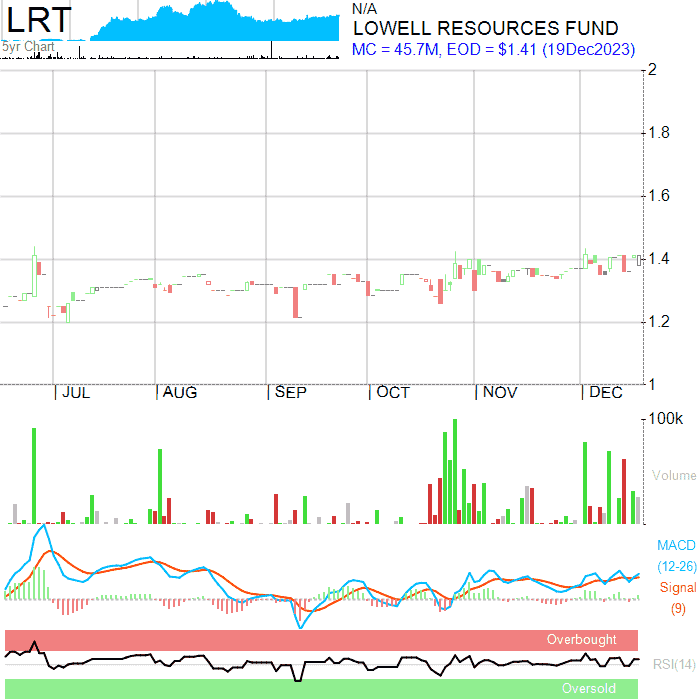 LRT
5yr Chart
N/A
LOWELL RESOURCES FUND
MC = 45.7M, EOD = $1.41 (19Dec2023)
2
1.8
1.6
1.4
1.2
1
JUL AUG SEP OCT NOV DEC
100k
Volume
MACD
(12-26)
Signal
(9)
Overbought
RSI(14)
Oversold